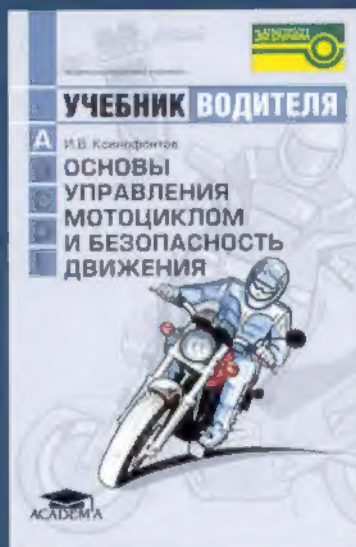 УЧЕБНИК ВОДИТЕЛЯ
А
И.В. Ксенофонтов
ОСНОВЫ
УПРАВЛЕНИЯ
МОТОЦИКЛОМ
И БЕЗОПАСНОСТЬ
ДВИЖЕНИЯ
ACADEMA